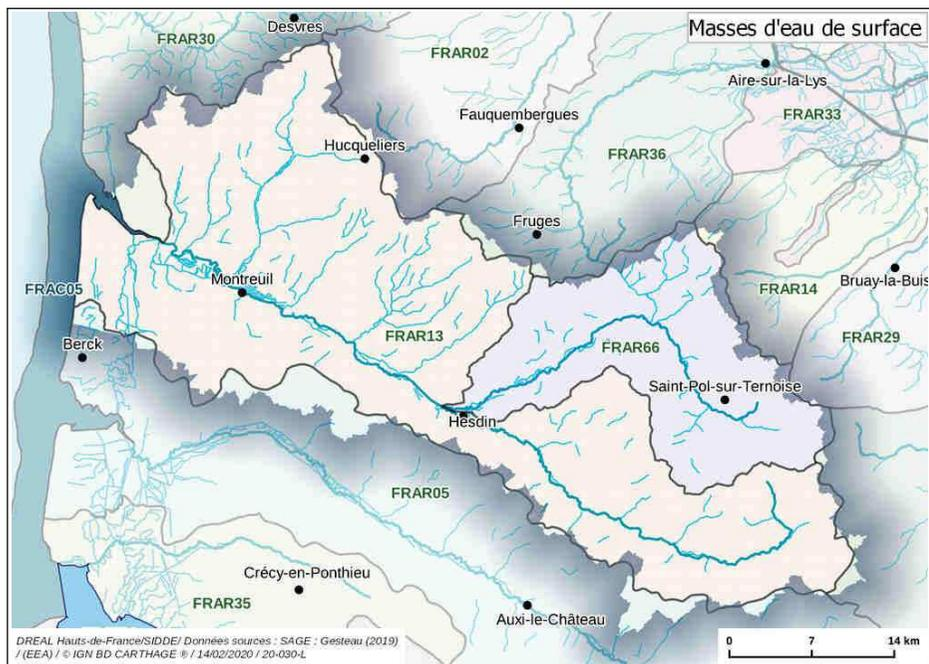 Masses d'eau de surface
Desvres
FRAR30
FRAR02
Aire-sur-la-Lys
Fauquembergues
FRAR33
Hucqueliers
FRAR36
Fruges
Montreuil
FRAC05
FRAR14
Bruay-la-Buis
FRAR13
FRAR29
Berck
FRAR66
Saint-Pol-sur-Ternoise
Hesdin
FRAR05
Crécy-en-Ponthieu
FRAR35
Auxi-le-Château
DREAL Hauts-de-France/SIDDE/ Données sources : SAGE : Gesteau (2019)
/ (EEA) / © IGN BD CARTHAGE ® / 14/02/2020 / 20-030-L
0 7 14 km